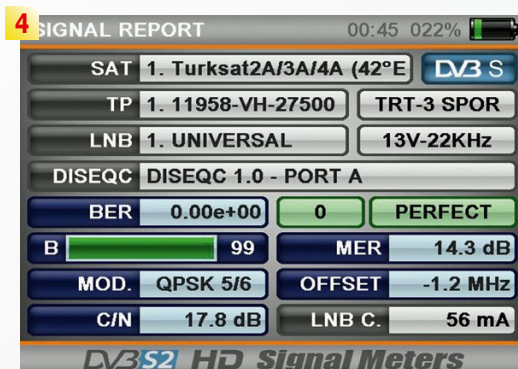 4 SIGNAL REPORT 00:45 022%
SAT 1. Turksat2A/3A/4A (42°E DVB S
TP 1. 11958-VH-27500 TRT-3 SPOR
LNB 1. UNIVERSAL 13V-22KHz
DISEQC DISEQC 1.0 - PORT A
BER 0.00e+00 0 PERFECT
B 99 MER 14.3 dB
MOD. QPSK 5/6 OFFSET -1.2 MHz
C/N 17.8 dB LNB C. 56 mA
DVBS2 HD Signal Meters